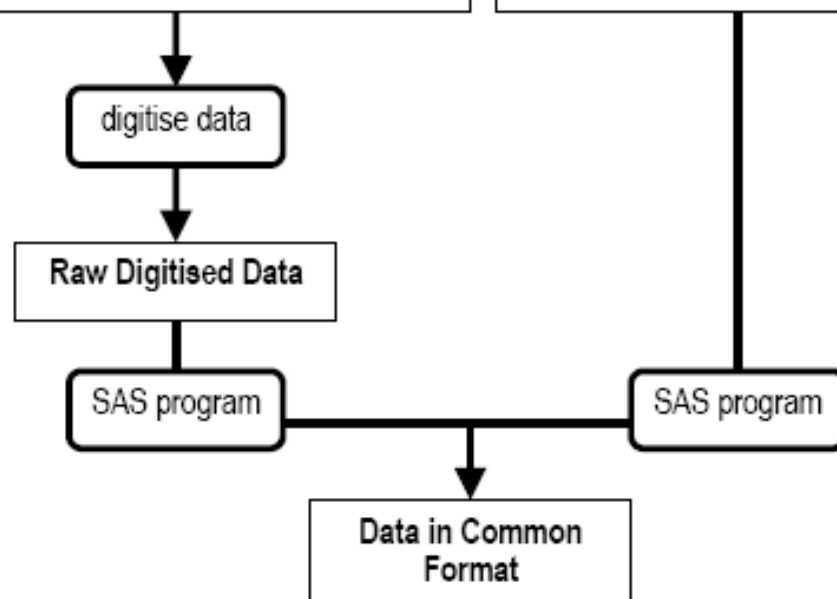 digitise data
Raw Digitised Data
SAS program
SAS program
Data in Common
Format